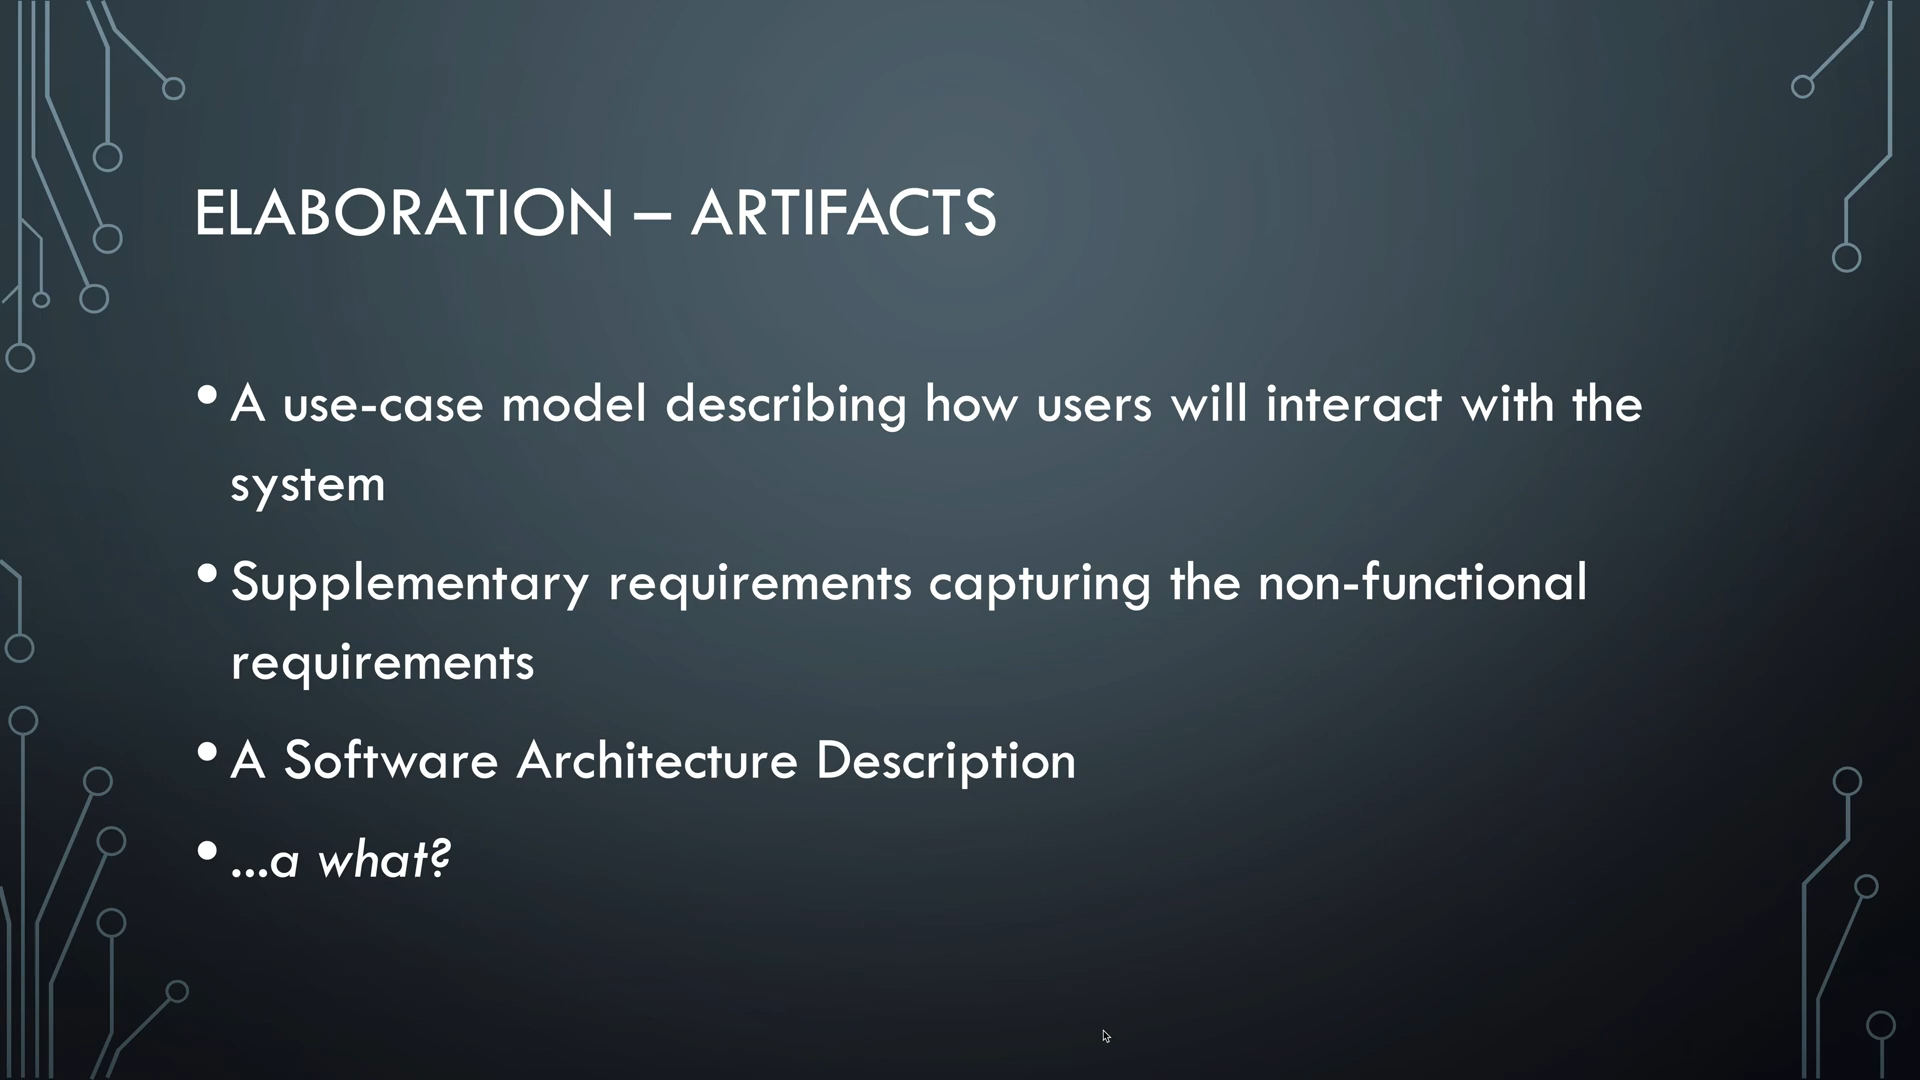 ELABORATION – ARTIFACTS
• A use-case model describing how users will interact with the
system
• Supplementary requirements capturing the non-functional
requirements
• A Software Architecture Description
• ...a what?